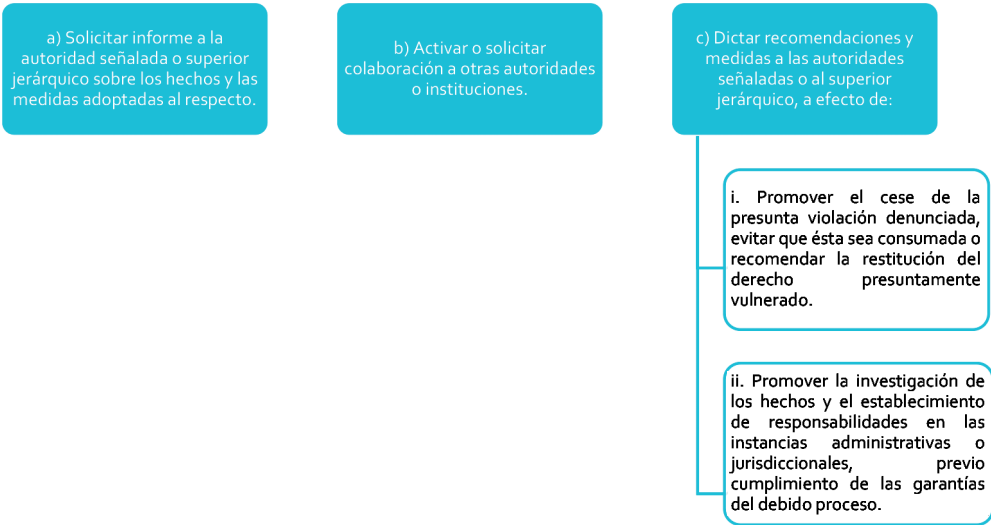 a) Solicitar informe a la
autoridad señalada o superior
jerárquico sobre los hechos y las
medidas adoptadas al respecto.
b) Activar o solicitar
colaboración a otras autoridades
o instituciones.
c) Dictar recomendaciones y
medidas a las autoridades
señaladas o al superior
jerárquico, a efecto de:
i. Promover el cese de la
presunta violación denunciada,
evitar que ésta sea consumada o
recomendar la restitución del
derecho presuntamente
vulnerado.
ii. Promover la investigación de
los hechos y el establecimiento
de responsabilidades en las
instancias administrativas o
jurisdiccionales, previo
cumplimiento de las garantías
del debido proceso.